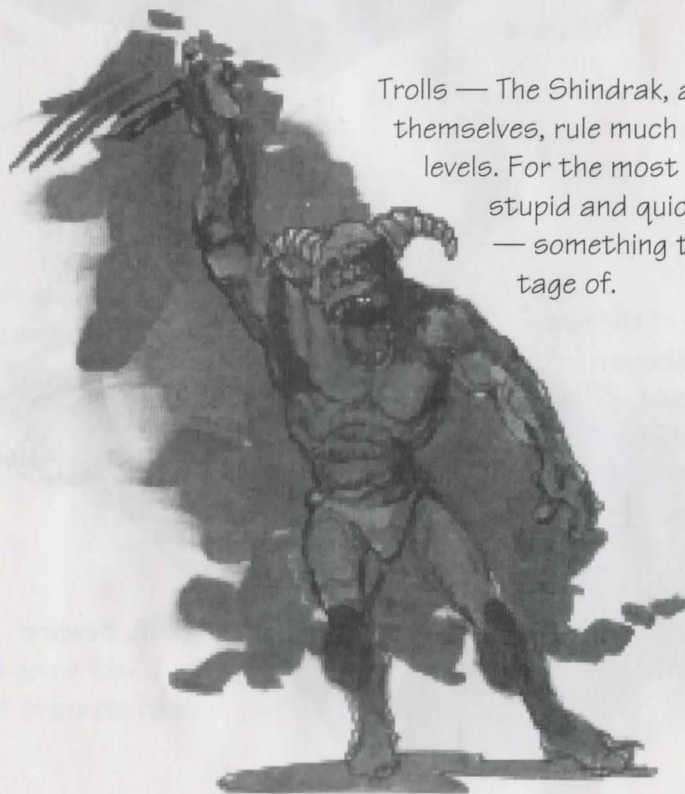 Trolls — The Shindrak, a
themselves, rule much
levels. For the most
stupid and quic
— something t
tage of.